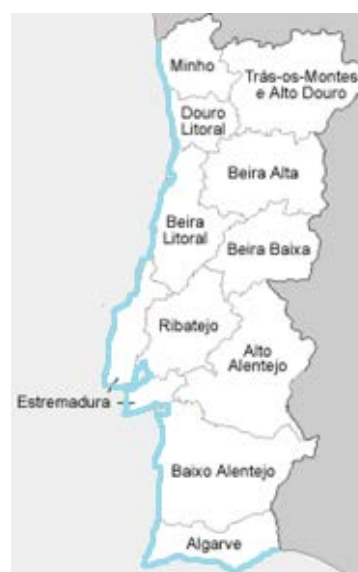 Minho
Trás-os-Montes
e Alto Douro
Douro
Litoral
Beira Alta
Beira
Litoral
Beira Baixa
Ribatejo
Alto
Alentejo
Estremadura
Baixo Alentejo
Algarve